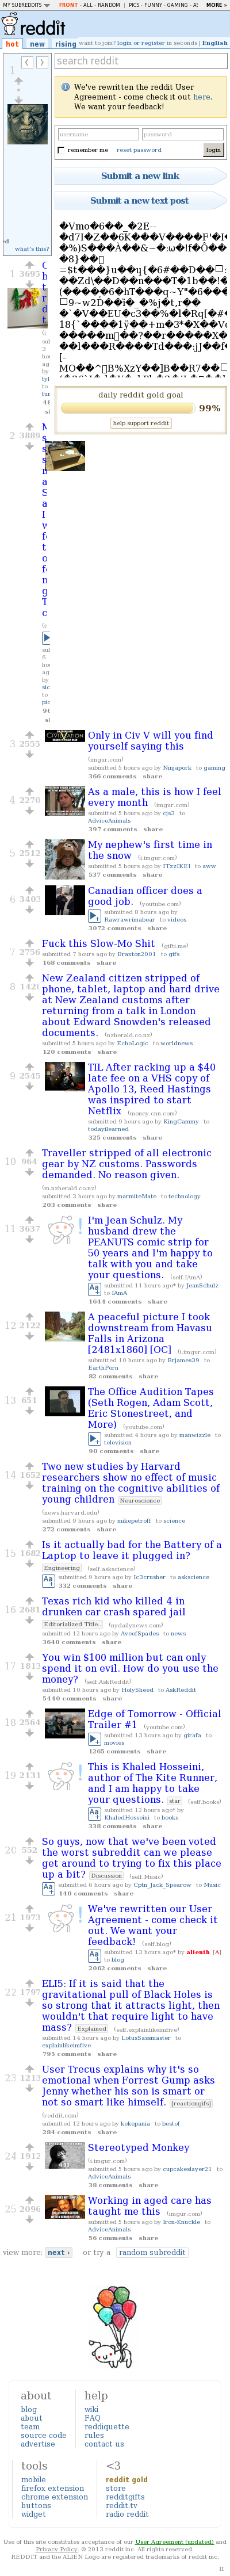 MY SUBREDDITS FRONT - ALL - RANDOM | PICS - FUNNY - GAMING - MORE »
reddit
hot new rising
want to join? login or register in seconds | English
search reddit
We've rewritten the reddit User
Agreement - come check it out here.
We want your feedback!
username password
remember me reset password login
what's this?
Submit a new link
Submit a new text post
daily reddit gold goal
99%
help support reddit
1 3695
2 3889
3 2555
Only in Civ V will you find
yourself saying this
(imgur.com)
submitted 5 hours ago by Ninjapork to gaming
366 comments share
4 2270
As a male, this is how I feel
every month (imgur.com)
submitted 5 hours ago by cjs3 to
AdviceAnimals
397 comments share
5 2512
My nephew's first time in
the snow (i.imgur.com)
submitted 5 hours ago by ITzzIKEI to aww
537 comments share
6 3403
Canadian officer does a
good job. (youtube.com)
submitted 8 hours ago by
Rawrawrimabear to videos
3072 comments share
7 2756
Fuck this Slow-Mo Shit (gifti.me)
submitted 7 hours ago by Braxton2001 to gifs
168 comments share
8
New Zealand citizen stripped of
phone, tablet, laptop and hard drive
at New Zealand customs after
returning from a talk in London
about Edward Snowden's released
documents. (nzherald.co.nz)
submitted 5 hours ago by EchoLogic to worldnews
120 comments share
9 2545
TIL After racking up a $40
late fee on a VHS copy of
Apollo 13, Reed Hastings
was inspired to start
Netflix (money.cnn.com)
submitted 9 hours ago by KingCammy to
todayilearned
325 comments share
10 964
Traveller stripped of all electronic
gear by NZ customs. Passwords
demanded. No reason given.
(m.nzherald.co.nz)
submitted 3 hours ago by marmiteMate to technology
203 comments share
11 3637
I'm Jean Schulz. My
husband drew the
PEANUTS comic strip for
50 years and I'm happy to
talk with you and take
your questions. (self.IAmA)
submitted 11 hours ago* by JeanSchulz
to IAmA
1644 comments share
12 2122
A peaceful picture I took
downstream from Havasu
Falls in Arizona
[2481x1860] [OC] (i.imgur.com)
submitted 10 hours ago by Brjames39 to
EarthPorn
82 comments share
13 651
The Office Audition Tapes
(Seth Rogen, Adam Scott,
Eric Stonestreet, and
More) (youtube.com)
submitted 4 hours ago by manwizzle to
television
90 comments share
14 1652
Two new studies by Harvard
researchers show no effect of music
training on the cognitive abilities of
young children Neuroscience
(news.harvard.edu)
submitted 9 hours ago by mikepetroff to science
272 comments share
15 1682
Is it actually bad for the Battery of a
Laptop to leave it plugged in?
Engineering (self.askscience)
submitted 9 hours ago by Ic3crusher to askscience
332 comments share
16 2681
Texas rich kid who killed 4 in
drunken car crash spared jail
Editorialized Title.. (nydailynews.com)
submitted 12 hours ago by AveofSpades to news
3640 comments share
17
You win $100 million but can only
spend it on evil. How do you use the
money? (self.AskReddit)
submitted 10 hours ago by HolySheed to AskReddit
5440 comments share
18 2564
Edge of Tomorrow - Official
Trailer #1 (youtube.com)
submitted 13 hours ago by girafa to
movies
1265 comments share
19 2111
This is Khaled Hosseini,
author of The Kite Runner,
and I am happy to take
your questions. star (self.books)
submitted 12 hours ago* by
KhaledHosseini to books
338 comments share
20 552
So guys, now that we've been voted
the worst subreddit can we please
get around to trying to fix this place
up a bit? Discussion (self.Music)
submitted 6 hours ago by Cptn_Jack_Spearow to Music
140 comments share
21 1973
We've rewritten our User
Agreement - come check it
out. We want your
feedback! (self.blog)
submitted 13 hours ago* by alienth [A]
to blog
2062 comments share
22 1797
ELI5: If it is said that the
gravitational pull of Black Holes is
so strong that it attracts light, then
wouldn't that require light to have
mass? Explained (self.explainlikeimfive)
submitted 14 hours ago by LotusSassmaster to
explainlikeimfive
795 comments share
23 1213
User Trecus explains why it's so
emotional when Forrest Gump asks
Jenny whether his son is smart or
not so smart like himself. [reactiongifs]
(reddit.com)
submitted 12 hours ago by kekepania to bestof
284 comments share
24 1912
Stereotyped Monkey
(i.imgur.com)
submitted 5 hours ago by cupcakeslayer21 to
AdviceAnimals
38 comments share
25 2096
Working in aged care has
taught me this (imgur.com)
submitted 5 hours ago by Iron-Knuckle to
AdviceAnimals
56 comments share
view more: next › or try a random subreddit
about
blog
about
team
source code
advertise
help
wiki
FAQ
reddiquette
rules
contact us
tools
mobile
firefox extension
chrome extension
buttons
widget
<3
reddit gold
store
redditgifts
reddit.tv
radio reddit
Use of this site constitutes acceptance of our User Agreement (updated) and
Privacy Policy. © 2013 reddit inc. All rights reserved.
REDDIT and the ALIEN Logo are registered trademarks of reddit inc.
π